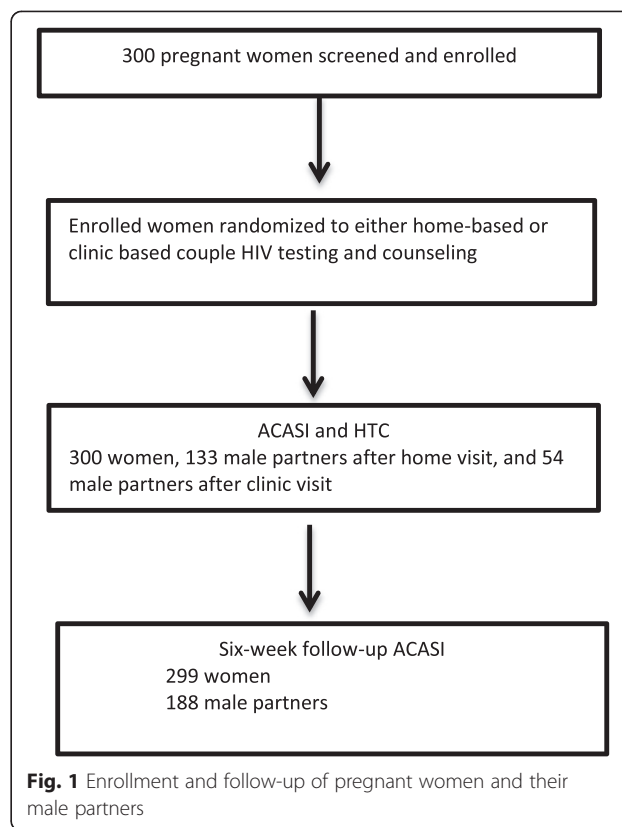 300 pregnant women screened and enrolled
Enrolled women randomized to either home-based or
clinic based couple HIV testing and counseling
ACASI and HTC
300 women, 133 male partners after home visit, and 54
male partners after clinic visit
Six-week follow-up ACASI
299 women
188 male partners
Fig. 1 Enrollment and follow-up of pregnant women and their
male partners